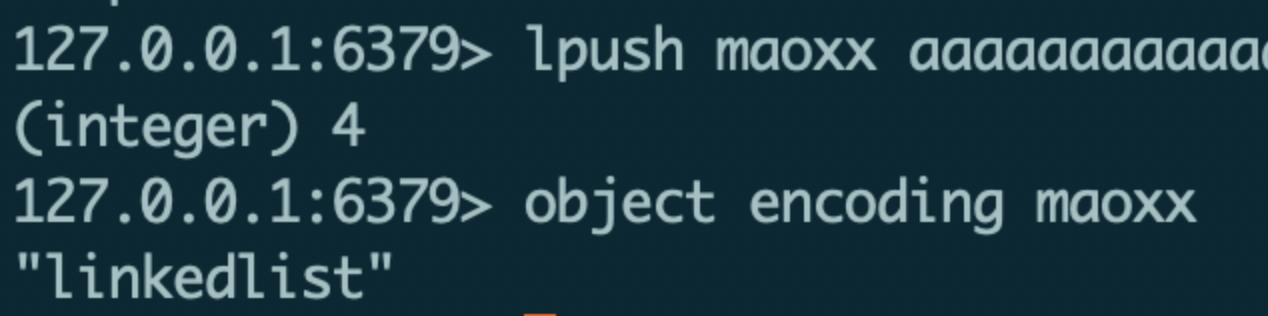 127.0.0.1:6379> lpush maoxx
(integer) 4
127.0.0.1:6379> object encoding maoxx
"linkedlist"